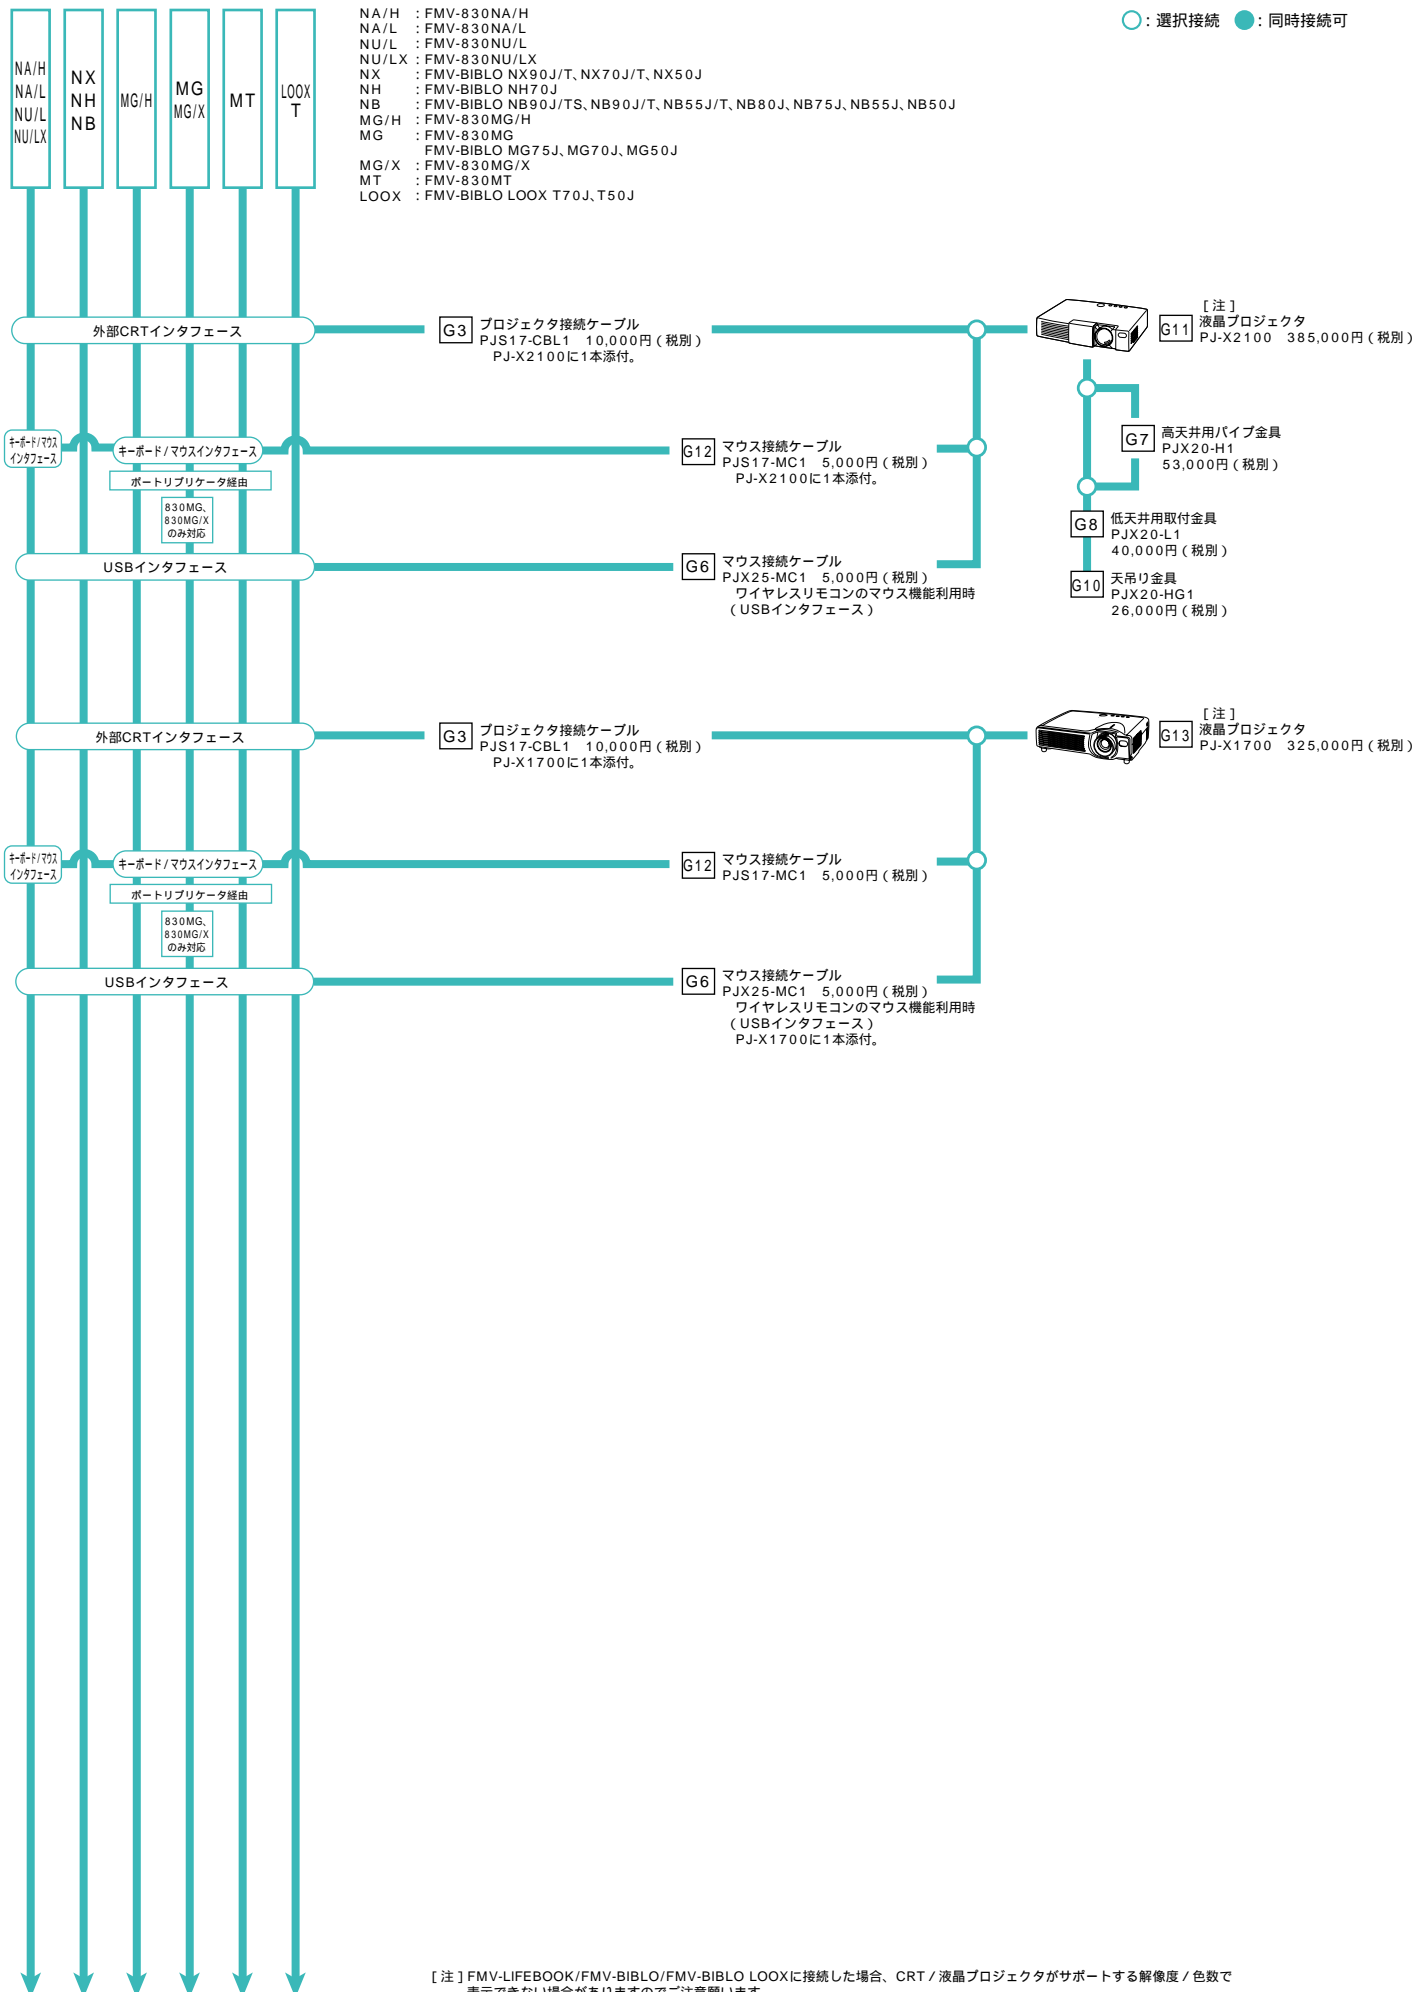 NA/H
NA/L
NU/L
NU/LX
NX
NH
NB
MG/H
MG
MG/X
MT
LOOX
T
NA/H : FMV-830NA/H
NA/L : FMV-830NA/L
NU/L : FMV-830NU/L
NU/LX : FMV-830NU/LX
NX : FMV-BIBLO NX90J/T、NX70J/T、NX50J
NH : FMV-BIBLO NH70J
NB : FMV-BIBLO NB90J/TS、NB90J/T、NB55J/T、NB80J、NB75J、NB55J、NB50J
MG/H : FMV-830MG/H
MG : FMV-830MG
FMV-BIBLO MG75J、MG70J、MG50J
MG/X : FMV-830MG/X
MT : FMV-830MT
LOOX : FMV-BIBLO LOOX T70J、T50J
○ : 選択接続 ● : 同時接続可
外部CRTインタフェース
G3 プロジェクタ接続ケーブル
PJS17-CBL1 10,000円(税別)
PJ-X2100に1本添付。
[注]
G11 液晶プロジェクタ
PJ-X2100 385,000円(税別)
G7 高天井用パイプ金具
PJX20-H1
53,000円(税別)
G8 低天井用取付金具
PJX20-L1
40,000円(税別)
G10 天吊り金具
PJX20-HG1
26,000円(税別)
キーボード/マウス
インタフェース
キーボード/マウスインタフェース
ポートリプリケータ経由
830MG、
830MG/X
のみ対応
G12 マウス接続ケーブル
PJS17-MC1 5,000円(税別)
PJ-X2100に1本添付。
USBインタフェース
G6 マウス接続ケーブル
PJX25-MC1 5,000円(税別)
ワイヤレスリモコンのマウス機能利用時
(USBインタフェース)
外部CRTインタフェース
G3 プロジェクタ接続ケーブル
PJS17-CBL1 10,000円(税別)
PJ-X1700に1本添付。
[注]
G13 液晶プロジェクタ
PJ-X1700 325,000円(税別)
キーボード/マウス
インタフェース
キーボード/マウスインタフェース
ポートリプリケータ経由
830MG、
830MG/X
のみ対応
G12 マウス接続ケーブル
PJS17-MC1 5,000円(税別)
USBインタフェース
G6 マウス接続ケーブル
PJX25-MC1 5,000円(税別)
ワイヤレスリモコンのマウス機能利用時
(USBインタフェース)
PJ-X1700に1本添付。
[注]FMV-LIFEBOOK/FMV-BIBLO/FMV-BIBLO LOOXに接続した場合、CRT/液晶プロジェクタがサポートする解像度/色数で
表示できない場合がありますのでご注意願います。